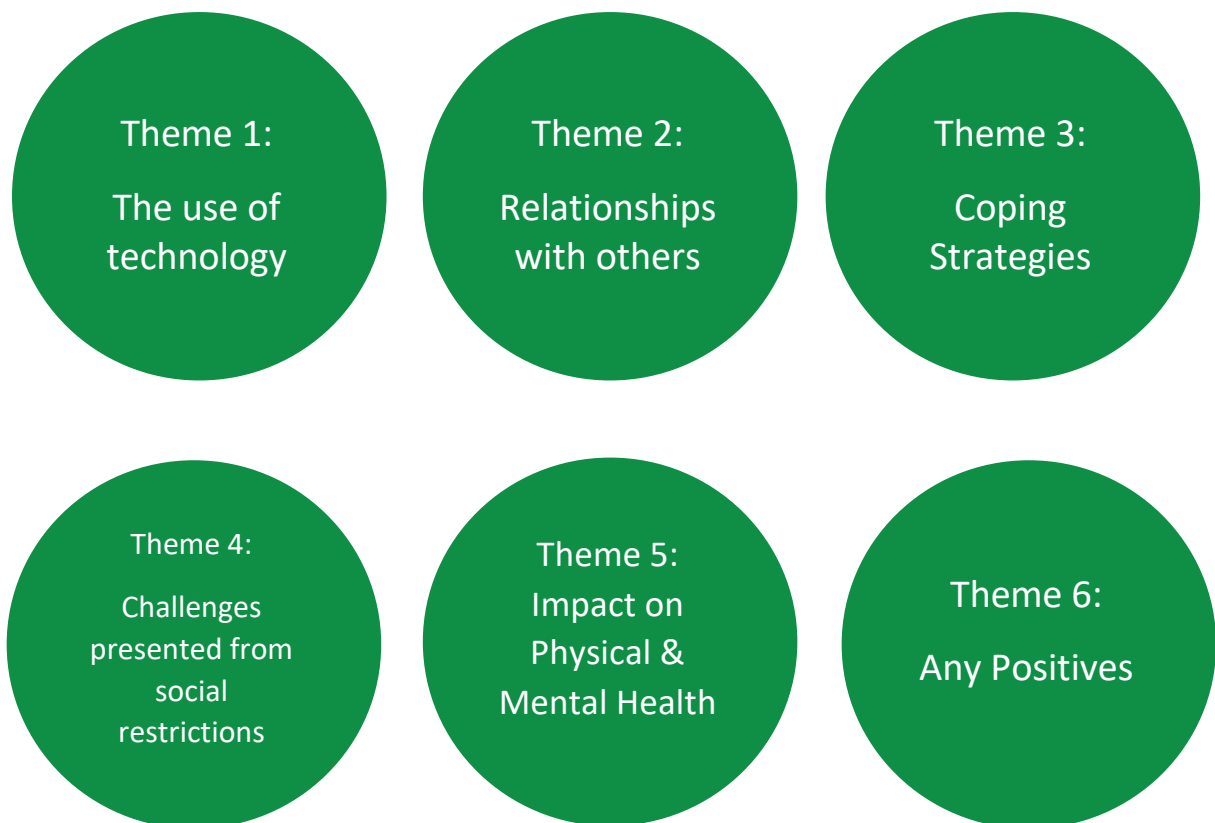 Theme 1:
The use of
technology
Theme 2:
Relationships
with others
Theme 3:
Coping
Strategies
Theme 4:
Challenges
presented from
social
restrictions
Theme 5:
Impact on
Physical &
Mental Health
Theme 6:
Any Positives